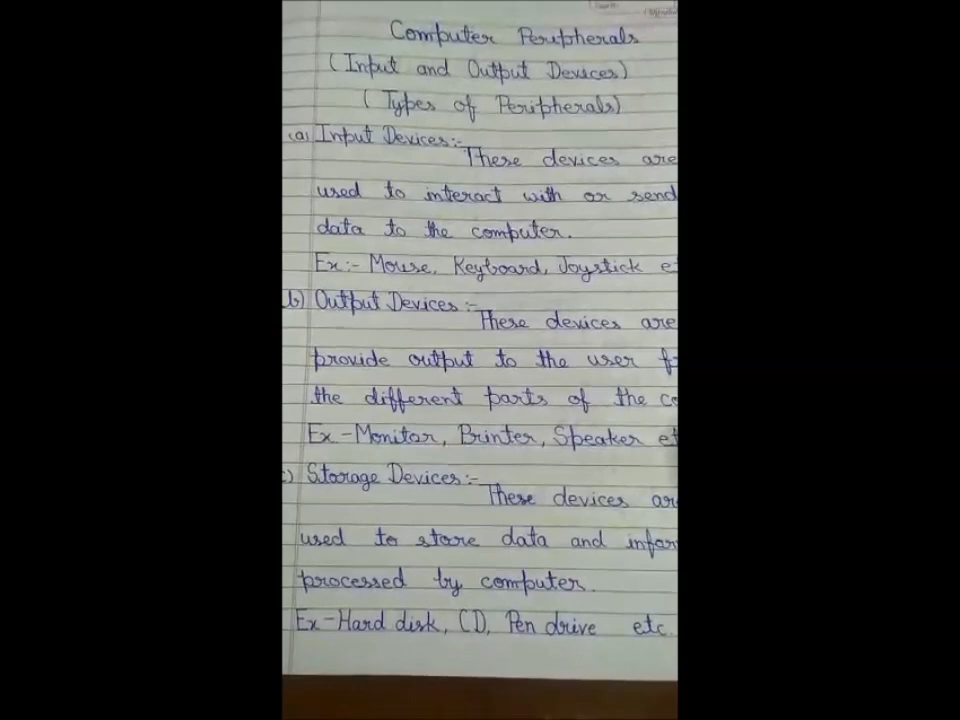 Computer Peripherals
(Input and Output Devices)
(Types of Peripherals)
(a) Input Devices:-
These devices are
used to interact with or send
data to the computer.
Ex:- Mouse, Keyboard, Joystick
b) Output Devices:-
These devices are
provide output to the user
the different parts of the
Ex-Monitor, Printer, Speaker
c) Storage Devices:-
These devices
used to store data and
processed by computer.
Ex-Hard disk, CD, Pen drive etc.